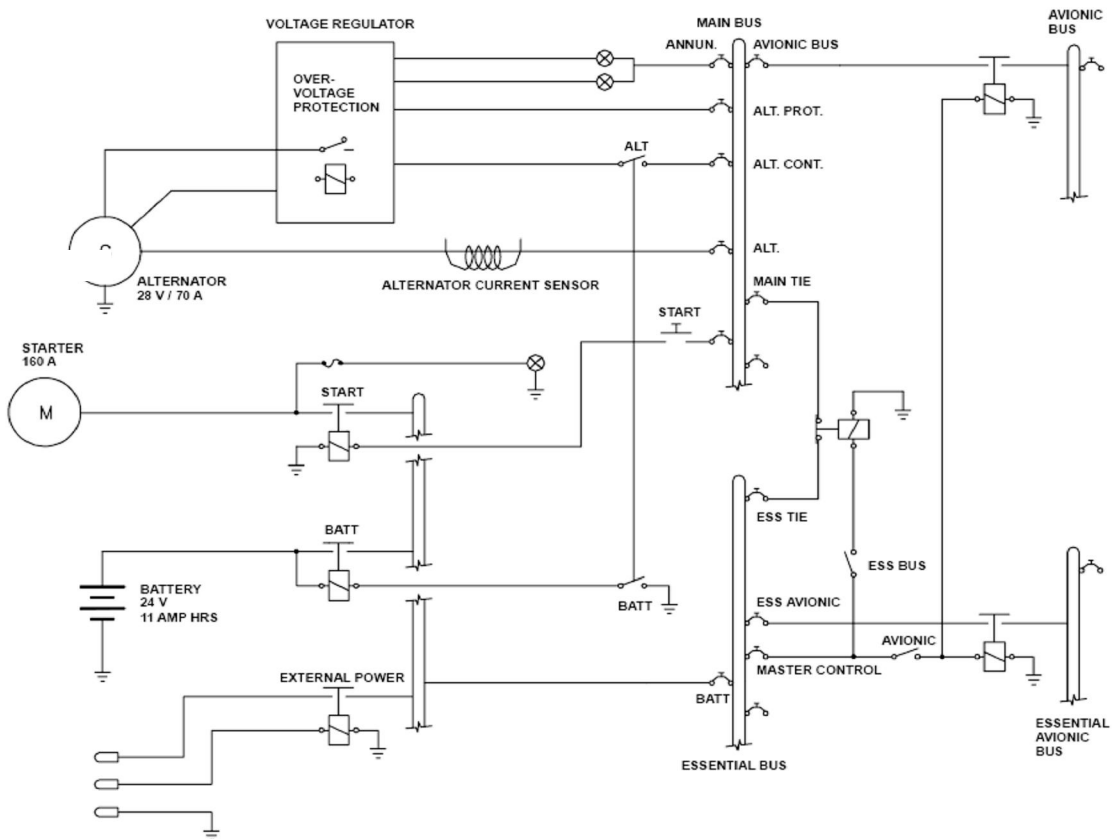 VOLTAGE REGULATOR
OVER-
VOLTAGE
PROTECTION
MAIN BUS
ANNUN.
AVIONIC BUS
AVIONIC
BUS
ALT. PROT.
ALT
ALT. CONT.
ALT.
ALTERNATOR
28 V / 70 A
ALTERNATOR CURRENT SENSOR
MAIN TIE
START
STARTER
160 A
M
START
ESS TIE
BATT
BATTERY
24 V
11 AMP HRS
BATT
ESS BUS
ESS AVIONIC
AVIONIC
MASTER CONTROL
EXTERNAL POWER
BATT
ESSENTIAL BUS
ESSENTIAL
AVIONIC
BUS